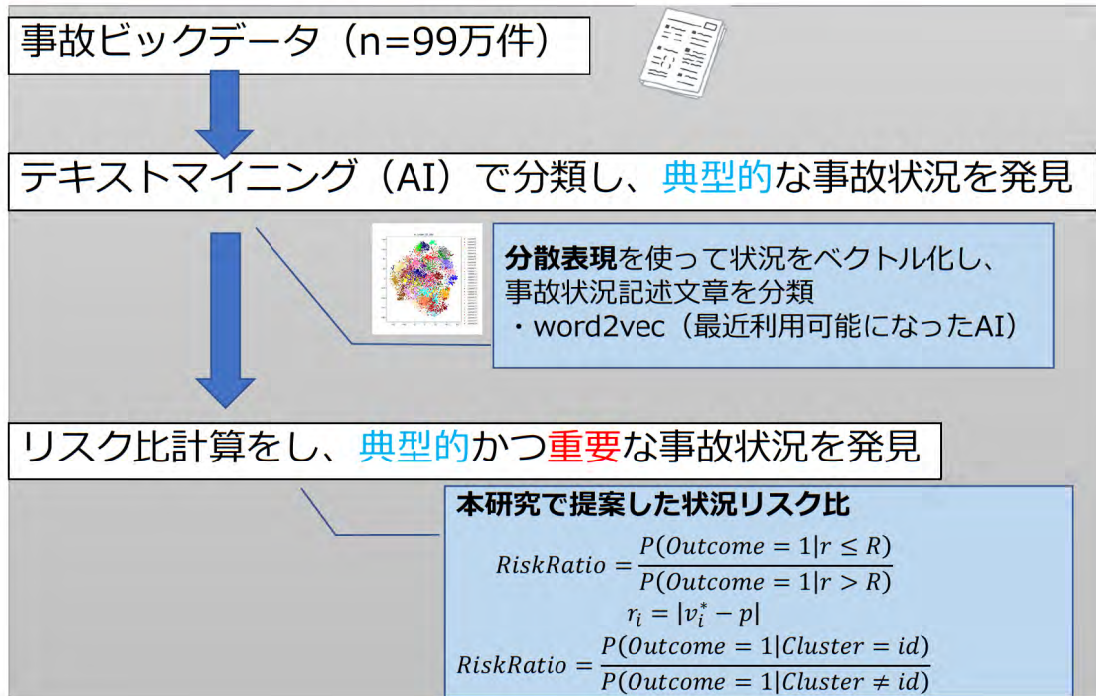 事故ビックデータ（n=99万件）
テキストマイニング（AI）で分類し、典型的な事故状況を発見
分散表現を使って状況をベクトル化し、
事故状況記述文章を分類
・word2vec（最近利用可能になったAI）
リスク比計算をし、典型的かつ重要な事故状況を発見
本研究で提案した状況リスク比
RiskRatio = P(Outcome = 1|r ≤ R) / P(Outcome = 1|r > R)
r_i = |v_i^* − p|
RiskRatio = P(Outcome = 1|Cluster = id) / P(Outcome = 1|Cluster ≠ id)